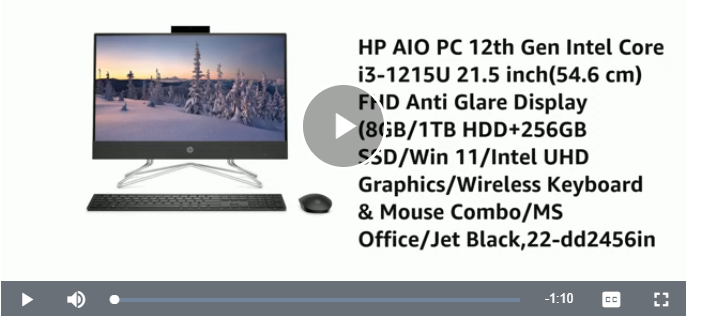 HP AIO PC 12th Gen Intel Core
i3-1215U 21.5 inch(54.6 cm)
FHD Anti Glare Display
(8GB/1TB HDD+256GB
SSD/Win 11/Intel UHD
Graphics/Wireless Keyboard
& Mouse Combo/MS
Office/Jet Black,22-dd2456in
-1:10
CC